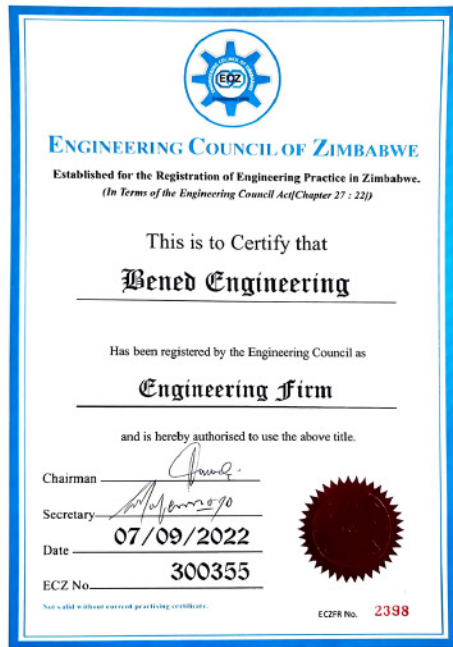 ECZ
ENGINEERING COUNCIL OF ZIMBABWE
Established for the Registration of Engineering Practice in Zimbabwe.
(In Terms of the Engineering Council Act[Chapter 27 : 22])
This is to Certify that
Bened Engineering
Has been registered by the Engineering Council as
Engineering Firm
and is hereby authorised to use the above title.
Chairman
Secretary
Date 07/09/2022
ECZ No. 300355
Not valid without current practising certificate.
ECZFR No. 2398